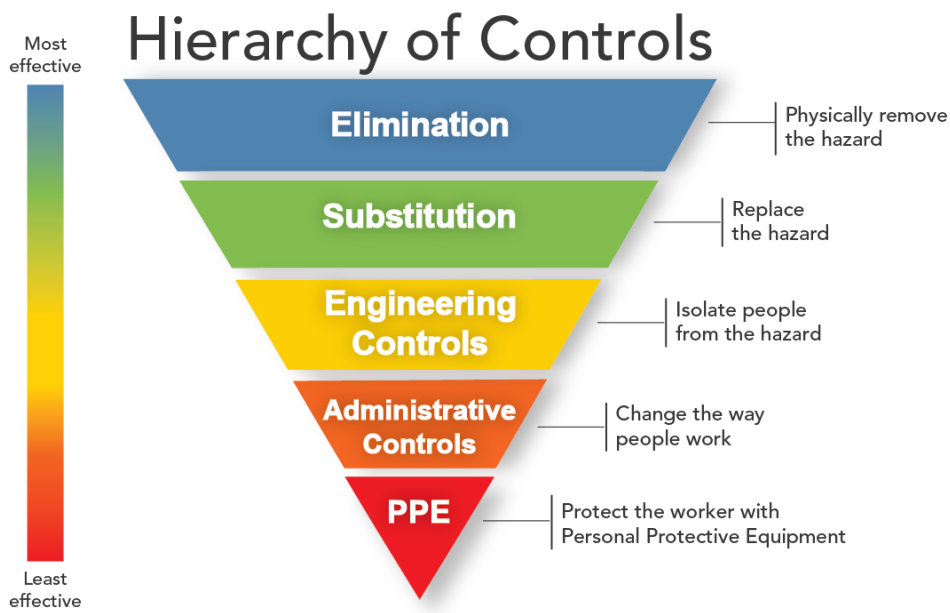 Hierarchy of Controls
Most
effective
Elimination
Physically remove
the hazard
Substitution
Replace
the hazard
Engineering
Controls
Isolate people
from the hazard
Administrative
Controls
Change the way
people work
PPE
Protect the worker with
Personal Protective Equipment
Least
effective